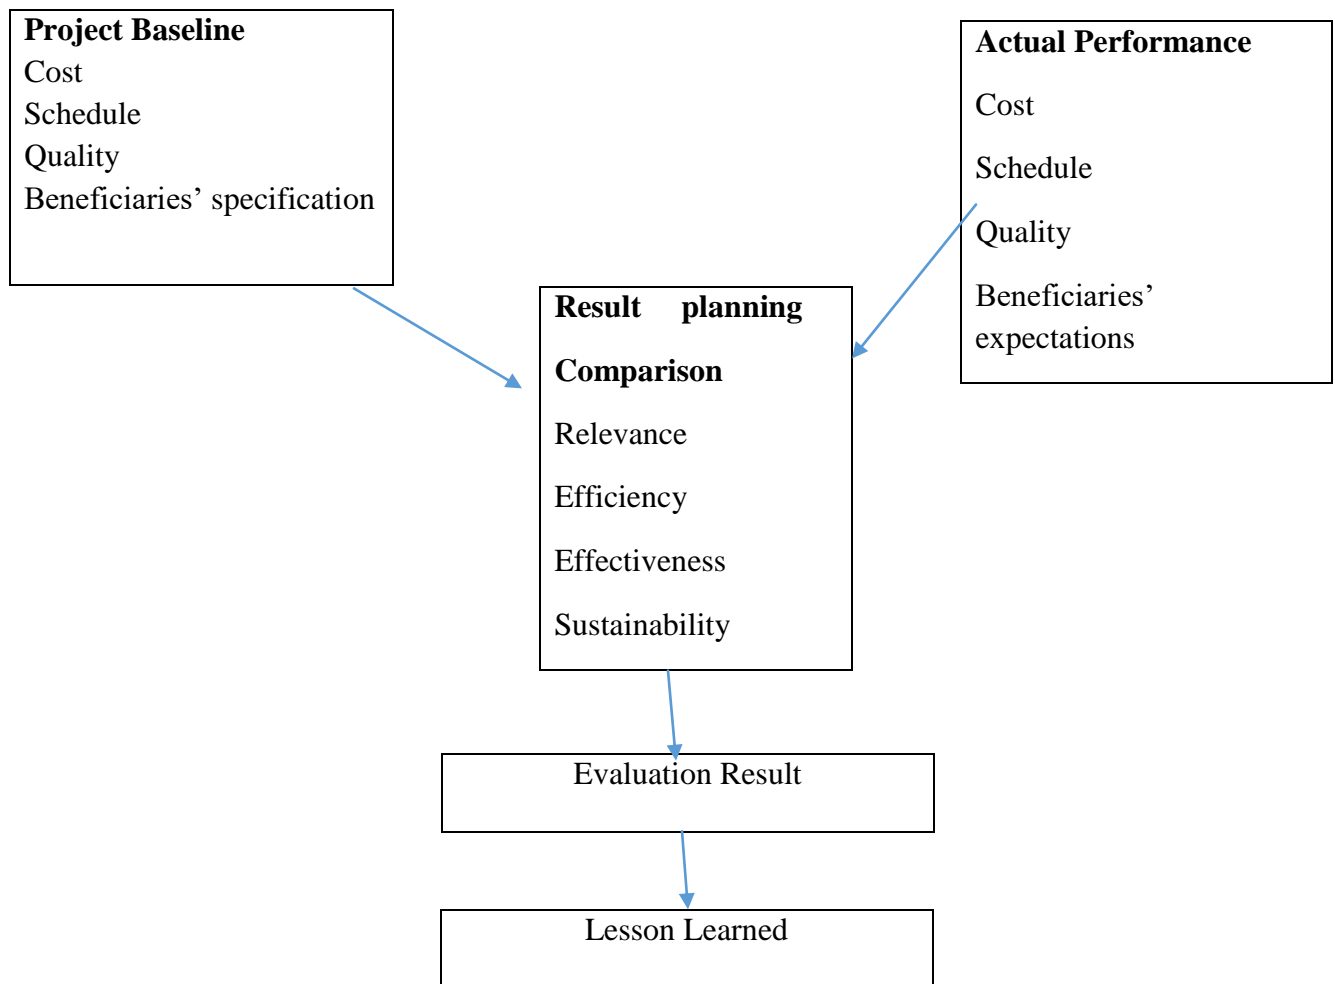 Project Baseline
Cost
Schedule
Quality
Beneficiaries’ specification
Actual Performance
Cost
Schedule
Quality
Beneficiaries’
expectations
Result planning
Comparison
Relevance
Efficiency
Effectiveness
Sustainability
Evaluation Result
Lesson Learned